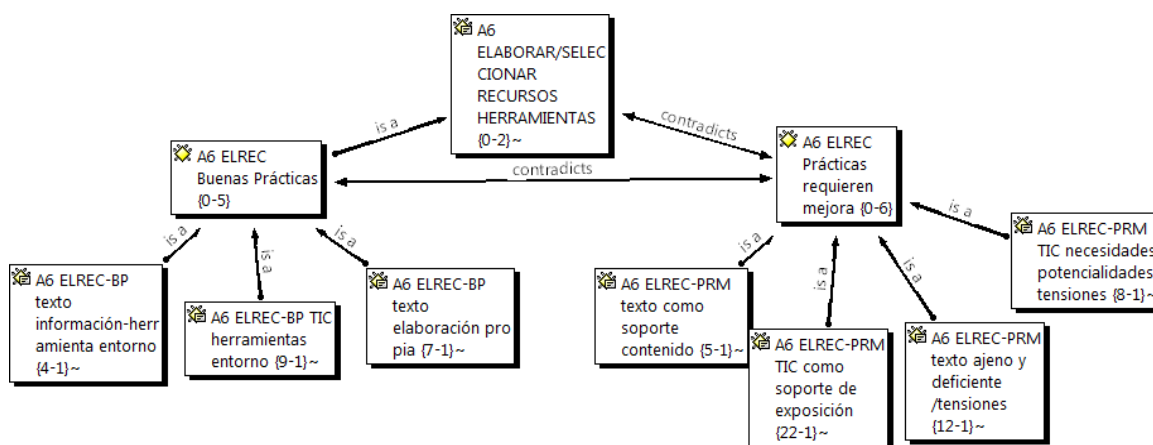 A6
ELABORAR/SELEC
CIONAR
RECURSOS
HERRAMIENTAS
{0-2}~
is a
contradicts
A6 ELREC
Buenas Prácticas
{0-5}
contradicts
A6 ELREC
Prácticas
requieren
mejora {0-6}
is a
is a
is a
is a
is a
is a
is a
A6 ELREC-BP
texto
información-herr
amienta entorno
{4-1}~
A6 ELREC-BP TIC
herramientas
entorno {9-1}~
A6 ELREC-BP
texto
elaboración pro
pia {7-1}~
A6 ELREC-PRM
texto como
soporte
contenido {5-1}~
A6 ELREC-PRM
TIC como
soporte de
exposición
{22-1}~
A6 ELREC-PRM
texto ajeno y
deficiente
/tensiones
{12-1}~
A6 ELREC-PRM
TIC necesidades
potencialidades
tensiones {8-1}~